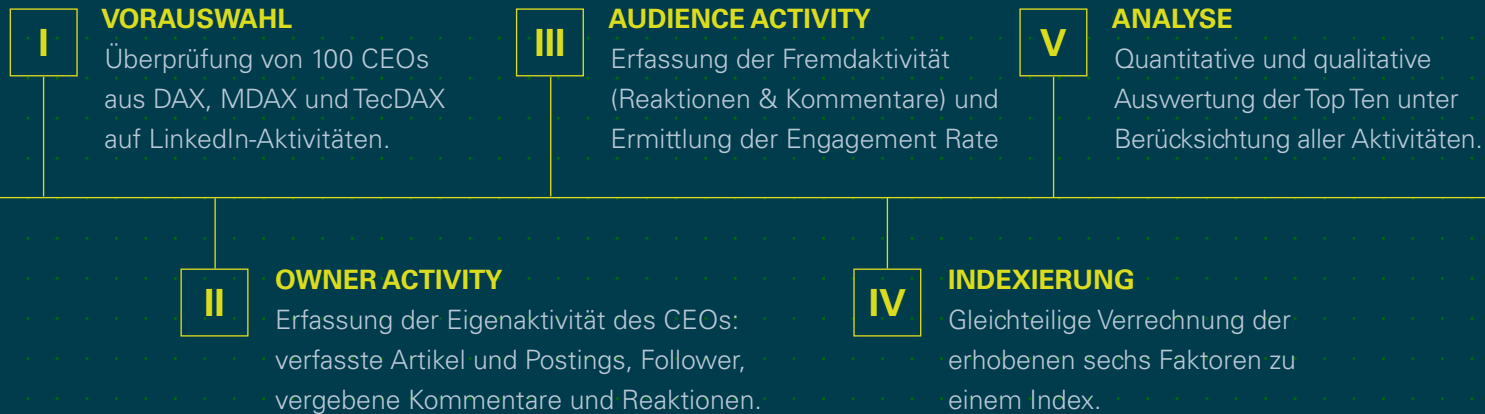 I
VORAUSWAHL
Überprüfung von 100 CEOs
aus DAX, MDAX und TecDAX
auf LinkedIn-Aktivitäten.
II
OWNER ACTIVITY
Erfassung der Eigenaktivität des CEOs:
verfasste Artikel und Postings, Follower,
vergebene Kommentare und Reaktionen.
III
AUDIENCE ACTIVITY
Erfassung der Fremdaktivität
(Reaktionen & Kommentare) und
Ermittlung der Engagement Rate
IV
INDEXIERUNG
Gleichteilige Verrechnung der
erhobenen sechs Faktoren zu
einem Index.
V
ANALYSE
Quantitative und qualitative
Auswertung der Top Ten unter
Berücksichtung aller Aktivitäten.